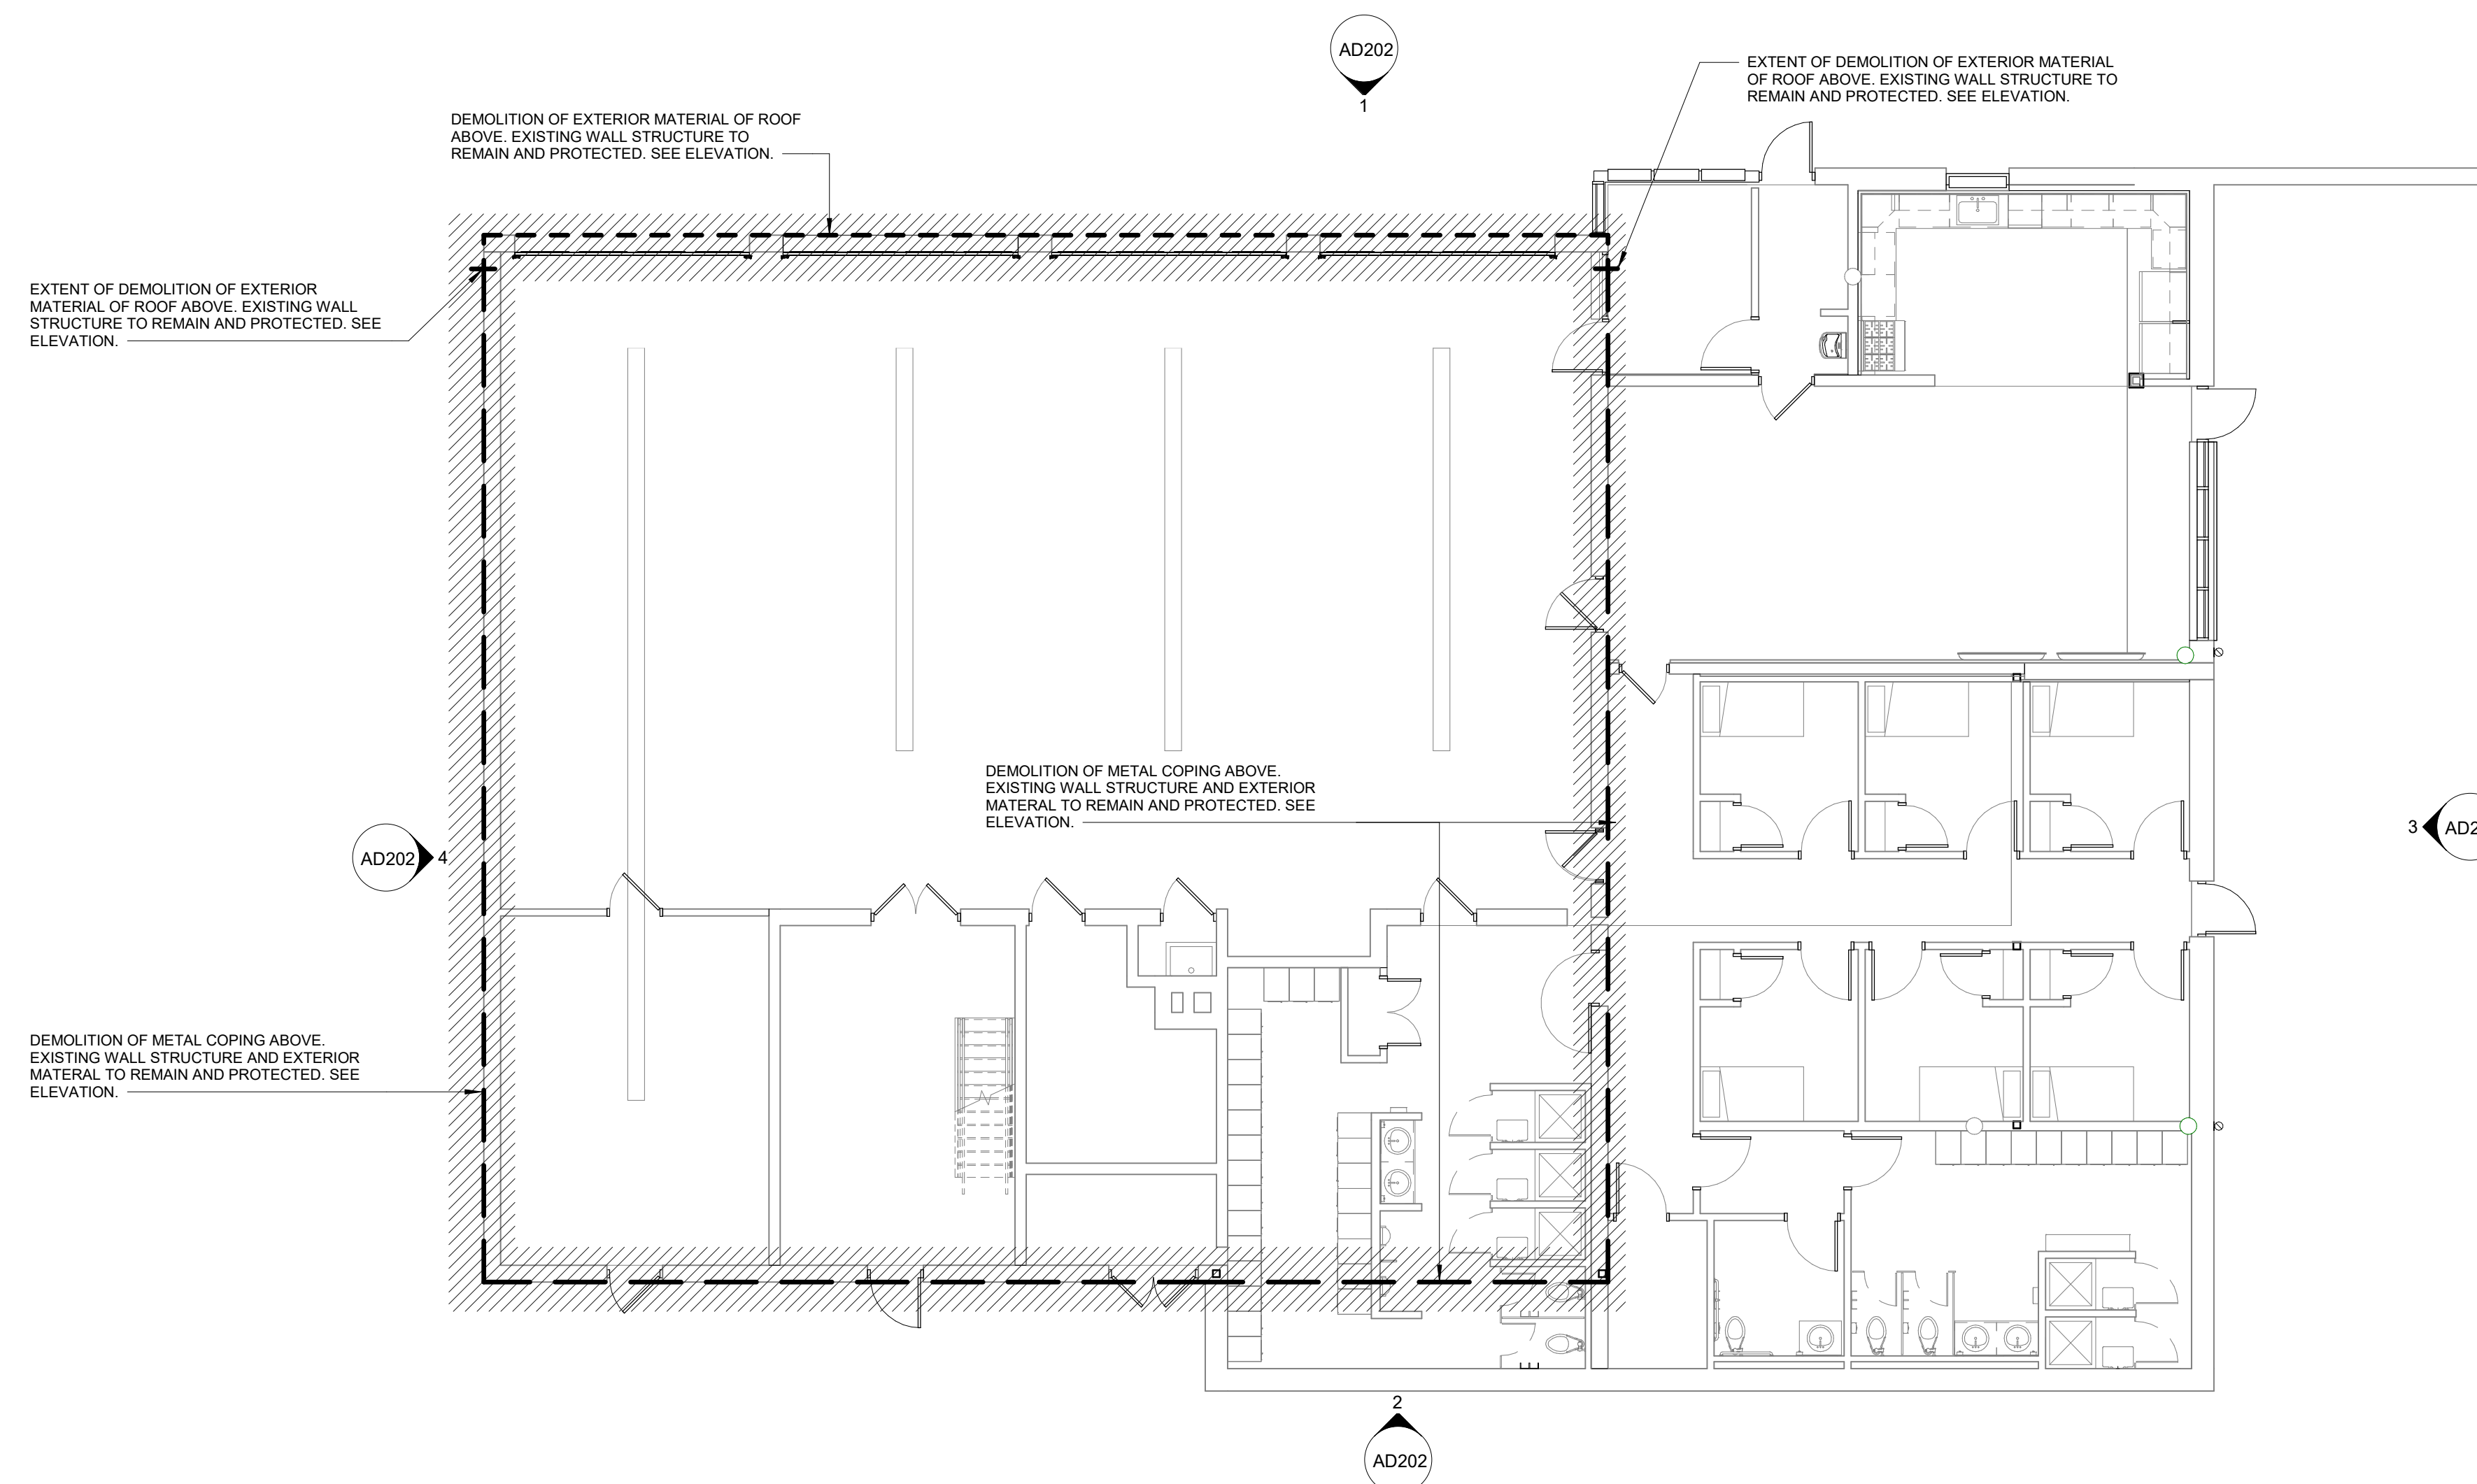 AD202
1
EXTENT OF DEMOLITION OF EXTERIOR MATERIAL
OF ROOF ABOVE. EXISTING WALL STRUCTURE TO
REMAIN AND PROTECTED. SEE ELEVATION.
DEMOLITION OF EXTERIOR MATERIAL OF ROOF
ABOVE. EXISTING WALL STRUCTURE TO
REMAIN AND PROTECTED. SEE ELEVATION.
EXTENT OF DEMOLITION OF EXTERIOR
MATERIAL OF ROOF ABOVE. EXISTING WALL
STRUCTURE TO REMAIN AND PROTECTED. SEE
ELEVATION.
DEMOLITION OF METAL COPING ABOVE.
EXISTING WALL STRUCTURE AND EXTERIOR
MATERAL TO REMAIN AND PROTECTED. SEE
ELEVATION.
3 AD2
AD202 4
DEMOLITION OF METAL COPING ABOVE.
EXISTING WALL STRUCTURE AND EXTERIOR
MATERAL TO REMAIN AND PROTECTED. SEE
ELEVATION.
2
AD202